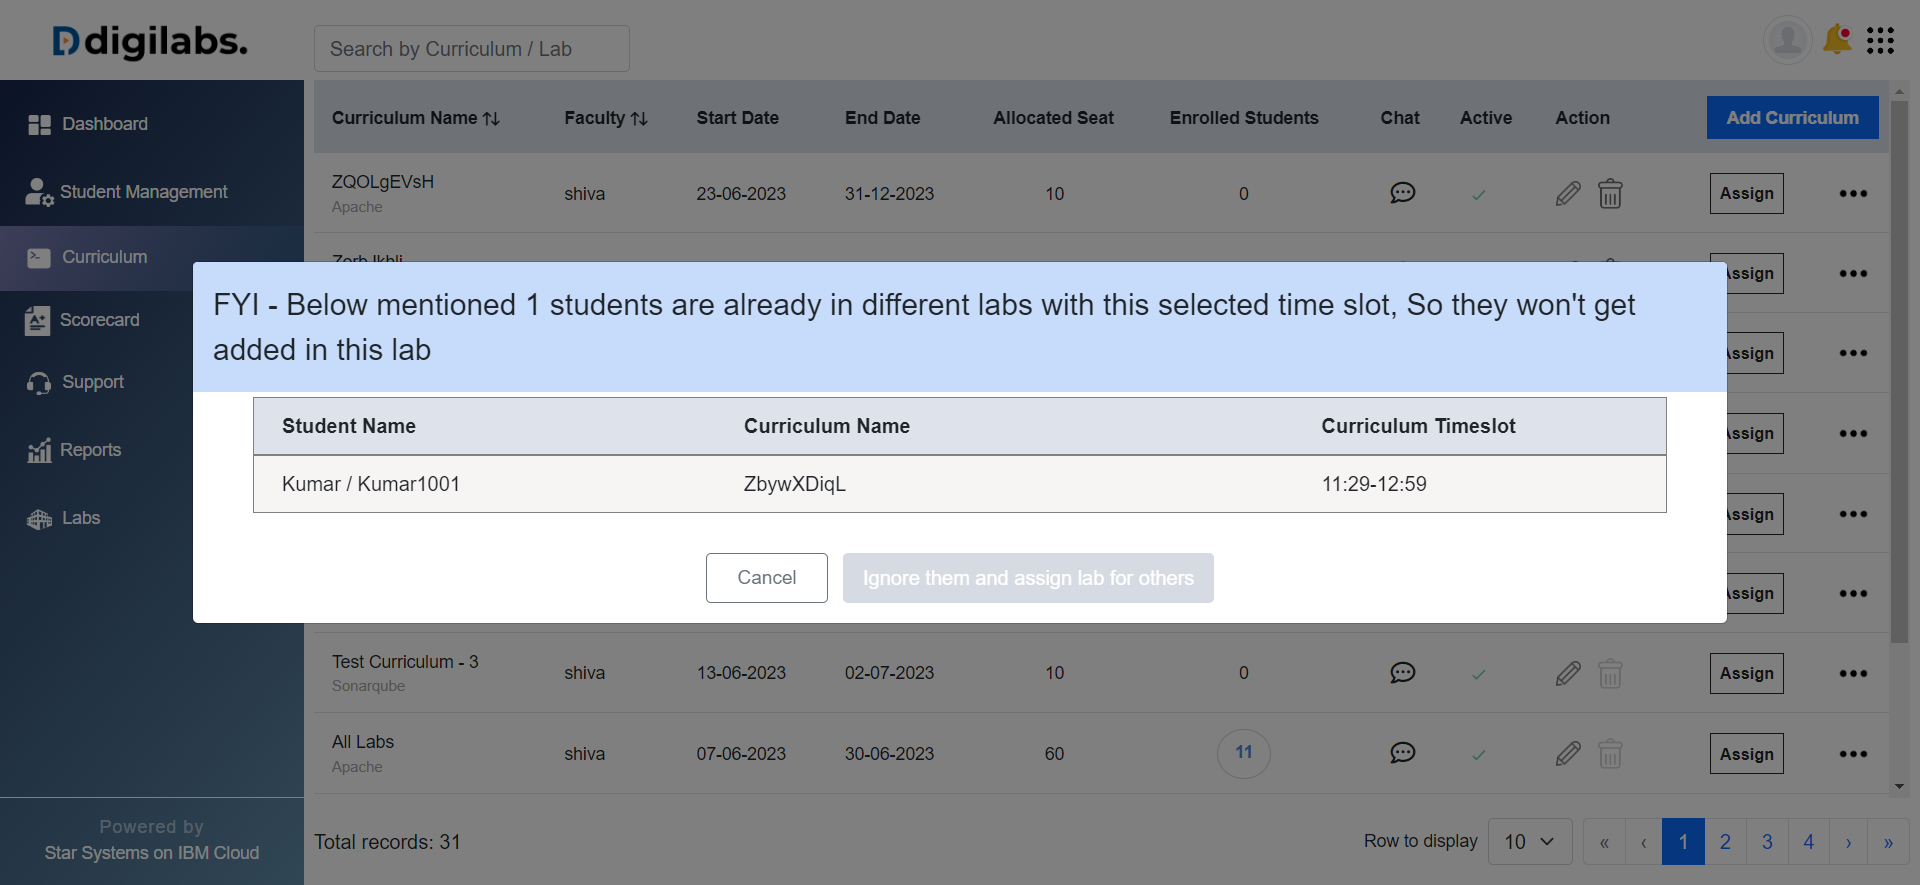 digilabs.
Search by Curriculum / Lab
Dashboard
Student Management
Curriculum
Scorecard
Support
Reports
Labs
Powered by
Star Systems on IBM Cloud
Curriculum Name Faculty Start Date End Date Allocated Seat Enrolled Students Chat Active Action Add Curriculum
ZQOLgEVsH
Apache
shiva 23-06-2023 31-12-2023 10 0 Assign
Assign
Assign
Assign
Assign
Assign
FYI - Below mentioned 1 students are already in different labs with this selected time slot, So they won't get
added in this lab
Student Name Curriculum Name Curriculum Timeslot
Kumar / Kumar1001 ZbywXDiqL 11:29-12:59
Cancel Ignore them and assign lab for others
Test Curriculum - 3
Sonarqube
shiva 13-06-2023 02-07-2023 10 0 Assign
All Labs
Apache
shiva 07-06-2023 30-06-2023 60 11 Assign
Total records: 31
Row to display 10 « ‹ 1 2 3 4 › »